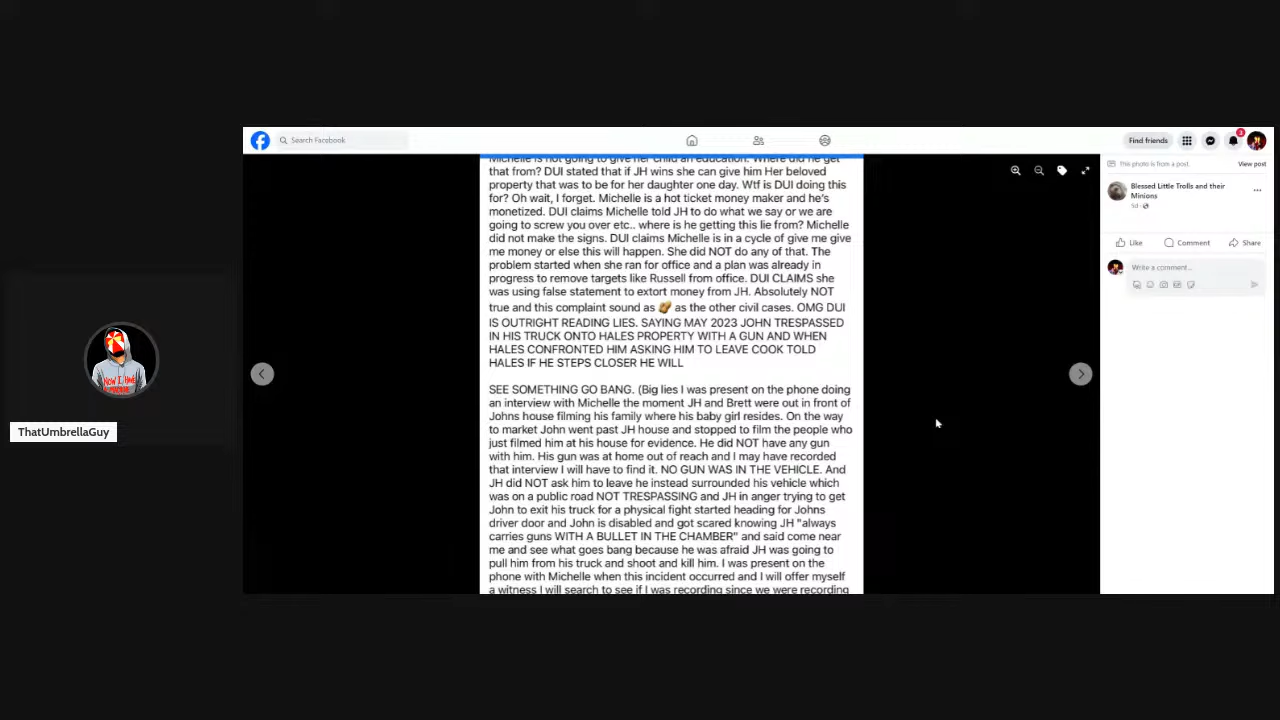 Search Facebook
Find friends
3
Michelle is not going to give her child an education. Where did he get
that from? DUI stated that if JH wins she can give him Her beloved
property that was to be for her daughter one day. Wtf is DUI doing this
for? Oh wait, I forget. Michelle is a hot ticket money maker and he's
monetized. DUI claims Michelle told JH to do what we say or we are
going to screw you over etc.. where is he getting this lie from? Michelle
did not make the signs. DUI claims Michelle is in a cycle of give me give
me money or else this will happen. She did NOT do any of that. The
problem started when she ran for office and a plan was already in
progress to remove targets like Russell from office. DUI CLAIMS she
was using false statement to extort money from JH. Absolutely NOT
true and this complaint sound as 🥜 as the other civil cases. OMG DUI
IS OUTRIGHT READING LIES. SAYING MAY 2023 JOHN TRESPASSED
IN HIS TRUCK ONTO HALES PROPERTY WITH A GUN AND WHEN
HALES CONFRONTED HIM ASKING HIM TO LEAVE COOK TOLD
HALES IF HE STEPS CLOSER HE WILL
SEE SOMETHING GO BANG. (Big lies I was present on the phone doing
an interview with Michelle the moment JH and Brett were out in front of
Johns house filming his family where his baby girl resides. On the way
to market John went past JH house and stopped to film the people who
just filmed him at his house for evidence. He did NOT have any gun
with him. His gun was at home out of reach and I may have recorded
that interview I will have to find it. NO GUN WAS IN THE VEHICLE. And
JH did NOT ask him to leave he instead surrounded his vehicle which
was on a public road NOT TRESPASSING and JH in anger trying to get
John to exit his truck for a physical fight started heading for Johns
driver door and John is disabled and got scared knowing JH "always
carries guns WITH A BULLET IN THE CHAMBER" and said come near
me and see what goes bang because he was afraid JH was going to
pull him from his truck and shoot and kill him. I was present on the
phone with Michelle when this incident occurred and I will offer myself
a witness I will search to see if I was recording since we were recording
This photo is from a post.
View post
Blessed Little Trolls and their
Minions
5d
Like
Comment
Share
Write a comment...
NOW I HAVE
ThatUmbrellaGuy